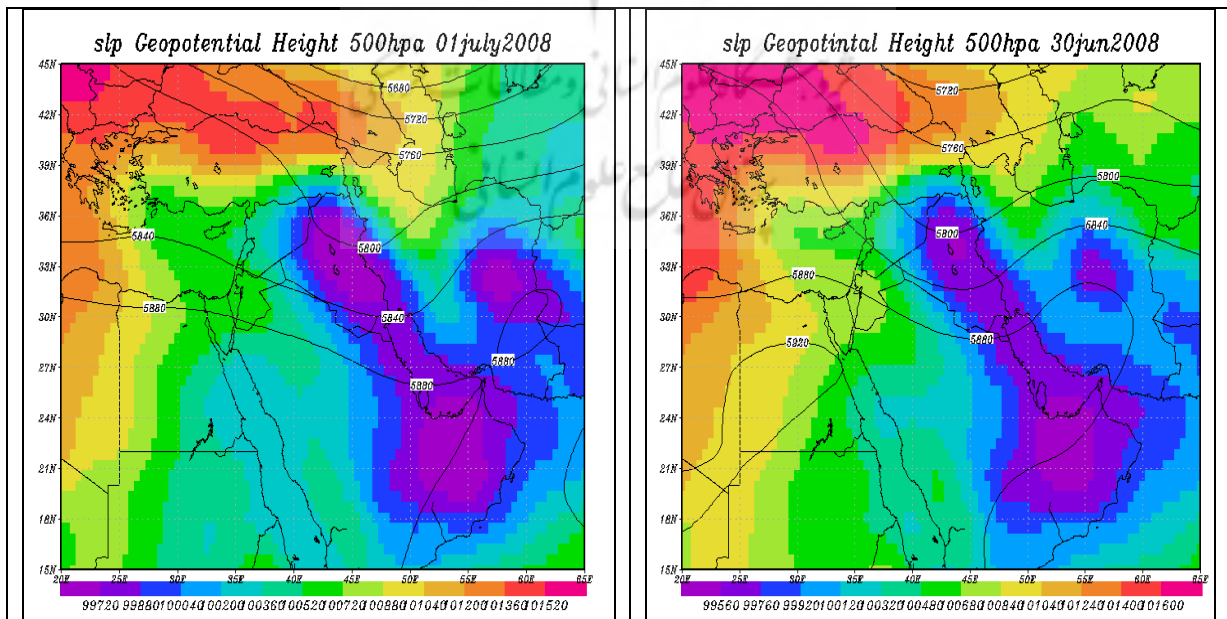 slp Geopotential Height 500hpa 01july2008
45N
42N
39N
36N
33N
30N
27N
24N
21N
18N
15N
5680
5720
5760
5840
5800
5880
5840
5880
5880
20E 25E 30E 35E 40E 45E 50E 55E 60E 65E
99720 99880 100040 100200 100360 100520 100720 100880 101040 101200 101360 101520
slp Geopotintal Height 500hpa 30jun2008
45N
42N
39N
36N
33N
30N
27N
24N
21N
18N
15N
5720
5760
5800
5800
5840
5880
5880
5920
20E 25E 30E 35E 40E 45E 50E 55E 60E 65E
99560 99760 99920 100120 100320 100480 100680 100840 101040 101240 101400 101600